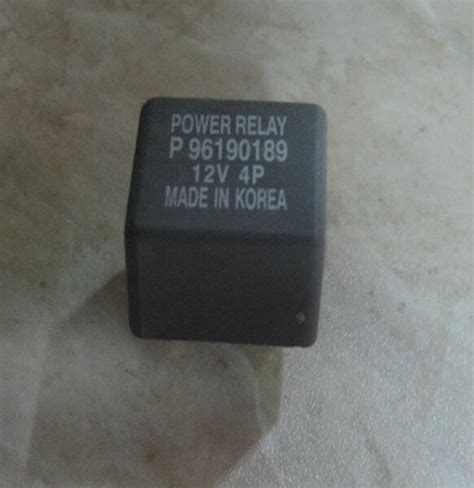 POWER RELAY
P 96190189
12V 4P
MADE IN KOREA